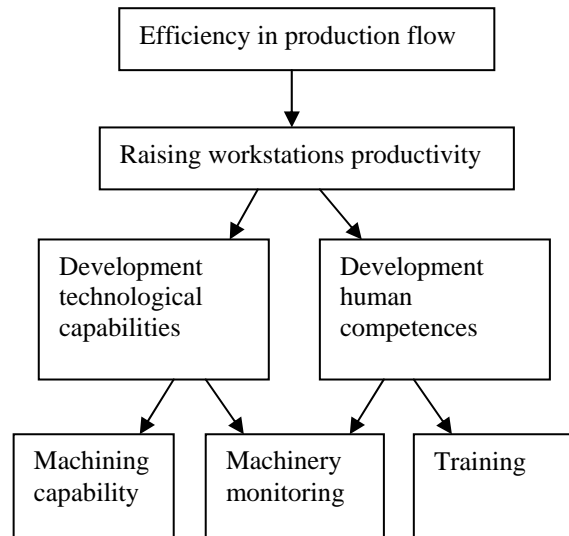 Efficiency in production flow
Raising workstations productivity
Development
technological
capabilities
Development
human
competences
Machining
capability
Machinery
monitoring
Training